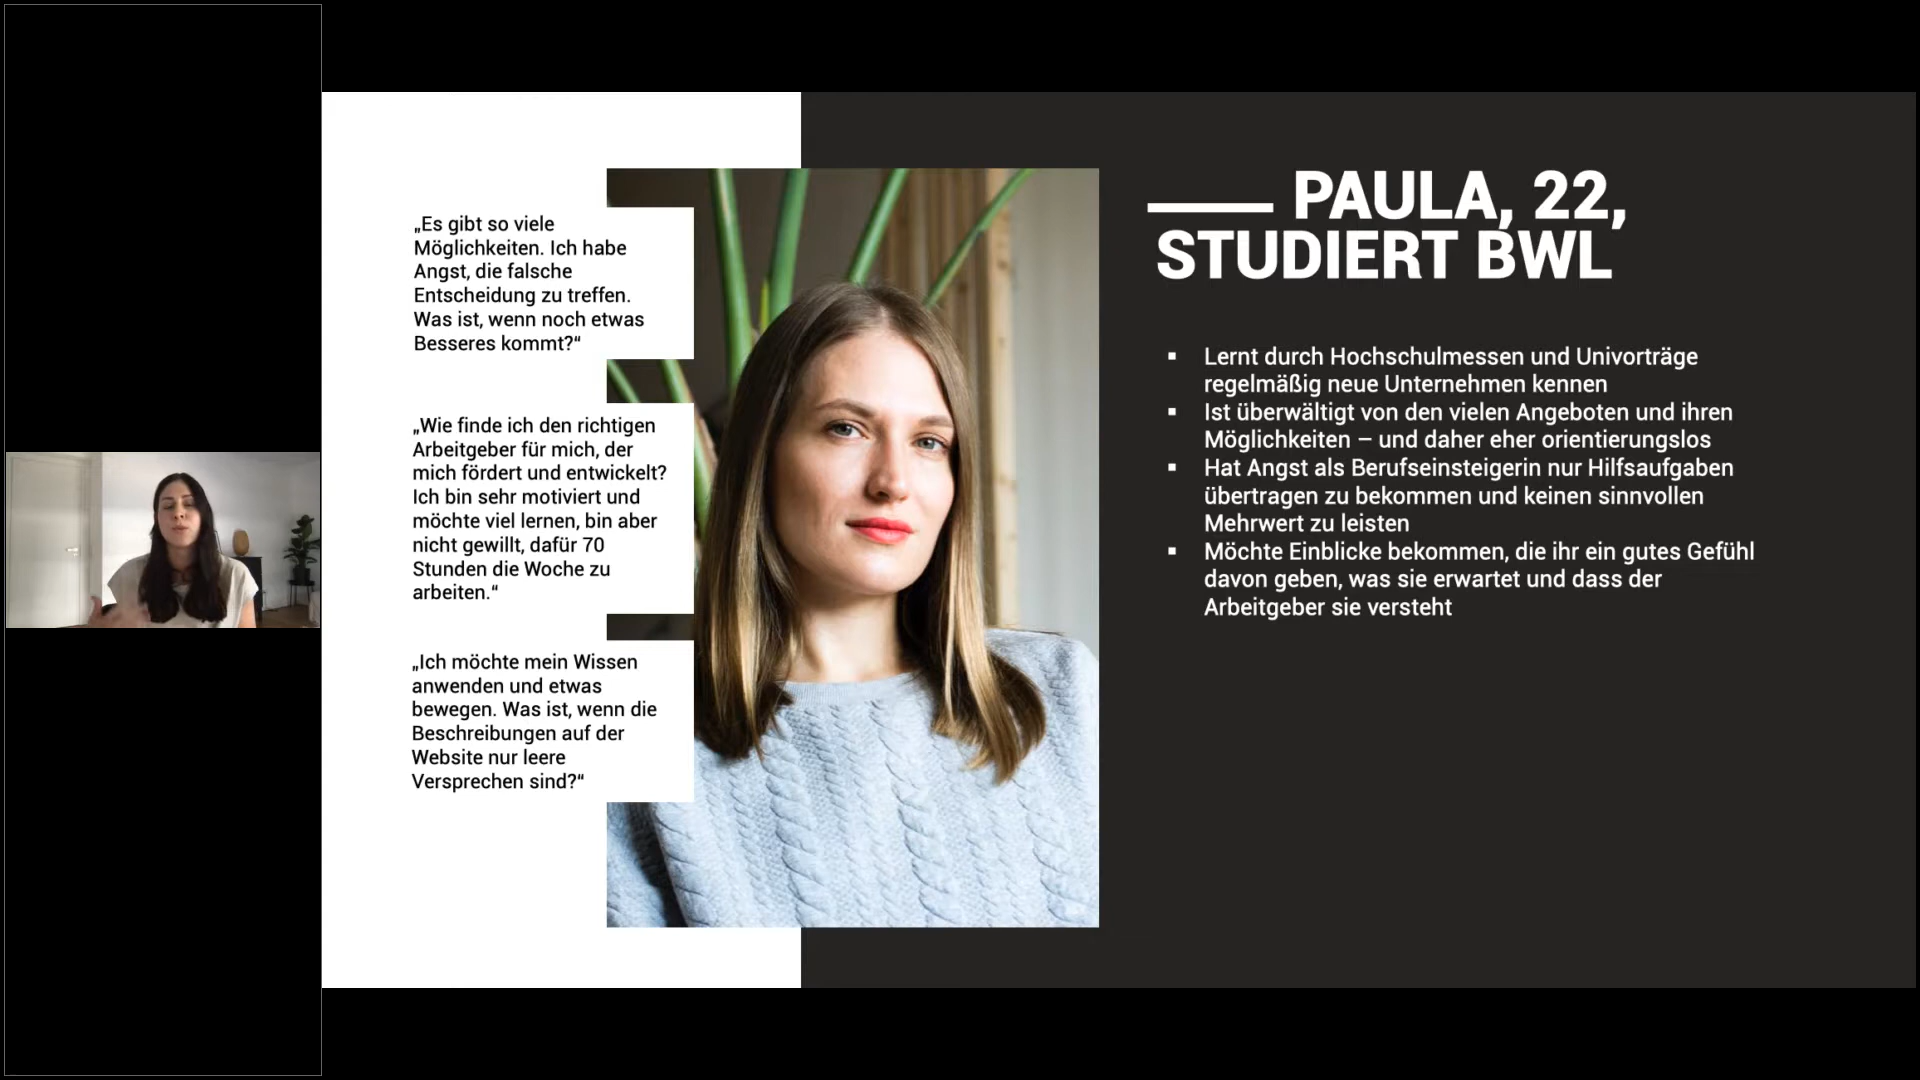 „Es gibt so viele
Möglichkeiten. Ich habe
Angst, die falsche
Entscheidung zu treffen.
Was ist, wenn noch etwas
Besseres kommt?“
„Wie finde ich den richtigen
Arbeitgeber für mich, der
mich fördert und entwickelt?
Ich bin sehr motiviert und
möchte viel lernen, bin aber
nicht gewillt, dafür 70
Stunden die Woche zu
arbeiten.“
„Ich möchte mein Wissen
anwenden und etwas
bewegen. Was ist, wenn die
Beschreibungen auf der
Website nur leere
Versprechen sind?“
PAULA, 22,
STUDIERT BWL
▪ Lernt durch Hochschulmessen und Univorträge
regelmäßig neue Unternehmen kennen
▪ Ist überwältigt von den vielen Angeboten und ihren
Möglichkeiten – und daher eher orientierungslos
▪ Hat Angst als Berufseinsteigerin nur Hilfsaufgaben
übertragen zu bekommen und keinen sinnvollen
Mehrwert zu leisten
▪ Möchte Einblicke bekommen, die ihr ein gutes Gefühl
davon geben, was sie erwartet und dass der
Arbeitgeber sie versteht